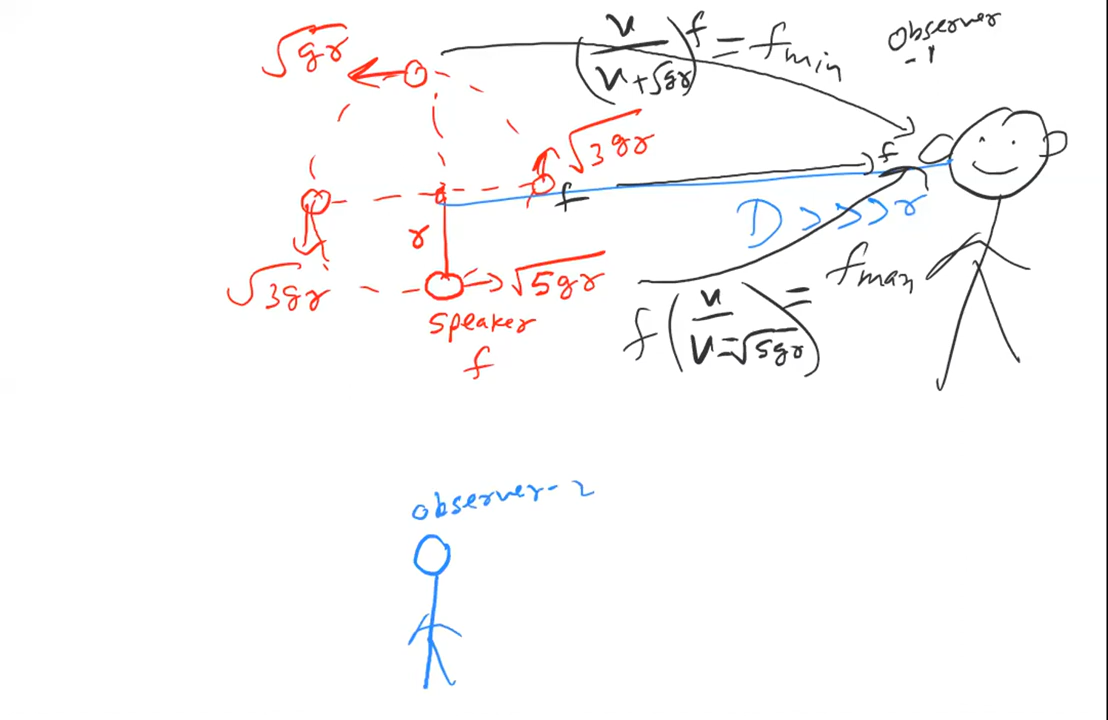 √gr
(v / v+√gr) f = fmin
observer
-1
√3gr
f
f
r
D >>> r
√3gr
√5gr
fmax
speaker
f
f (v / v-√5gr) =
observer-2